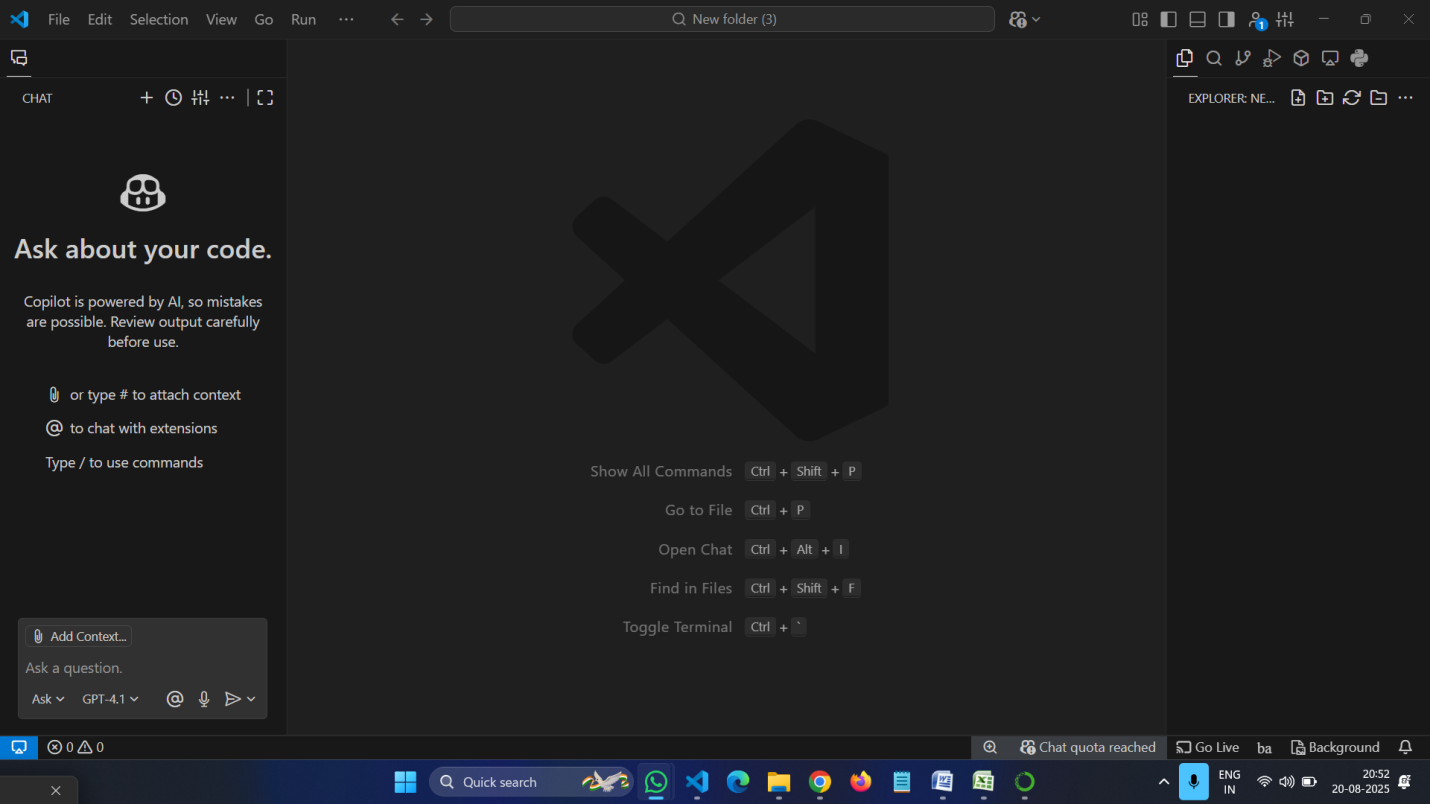 File Edit Selection View Go Run ···
New folder (3)
1
CHAT
EXPLORER: NE...
Ask about your code.
Copilot is powered by AI, so mistakes
are possible. Review output carefully
before use.
or type # to attach context
@ to chat with extensions
Type / to use commands
Show All Commands Ctrl + Shift + P
Go to File Ctrl + P
Open Chat Ctrl + Alt + I
Find in Files Ctrl + Shift + F
Toggle Terminal Ctrl + `
Add Context...
Ask a question.
Ask GPT-4.1 @
0 0
Chat quota reached
Go Live
ba
Background
Quick search
ENG
IN
20:52
20-08-2025